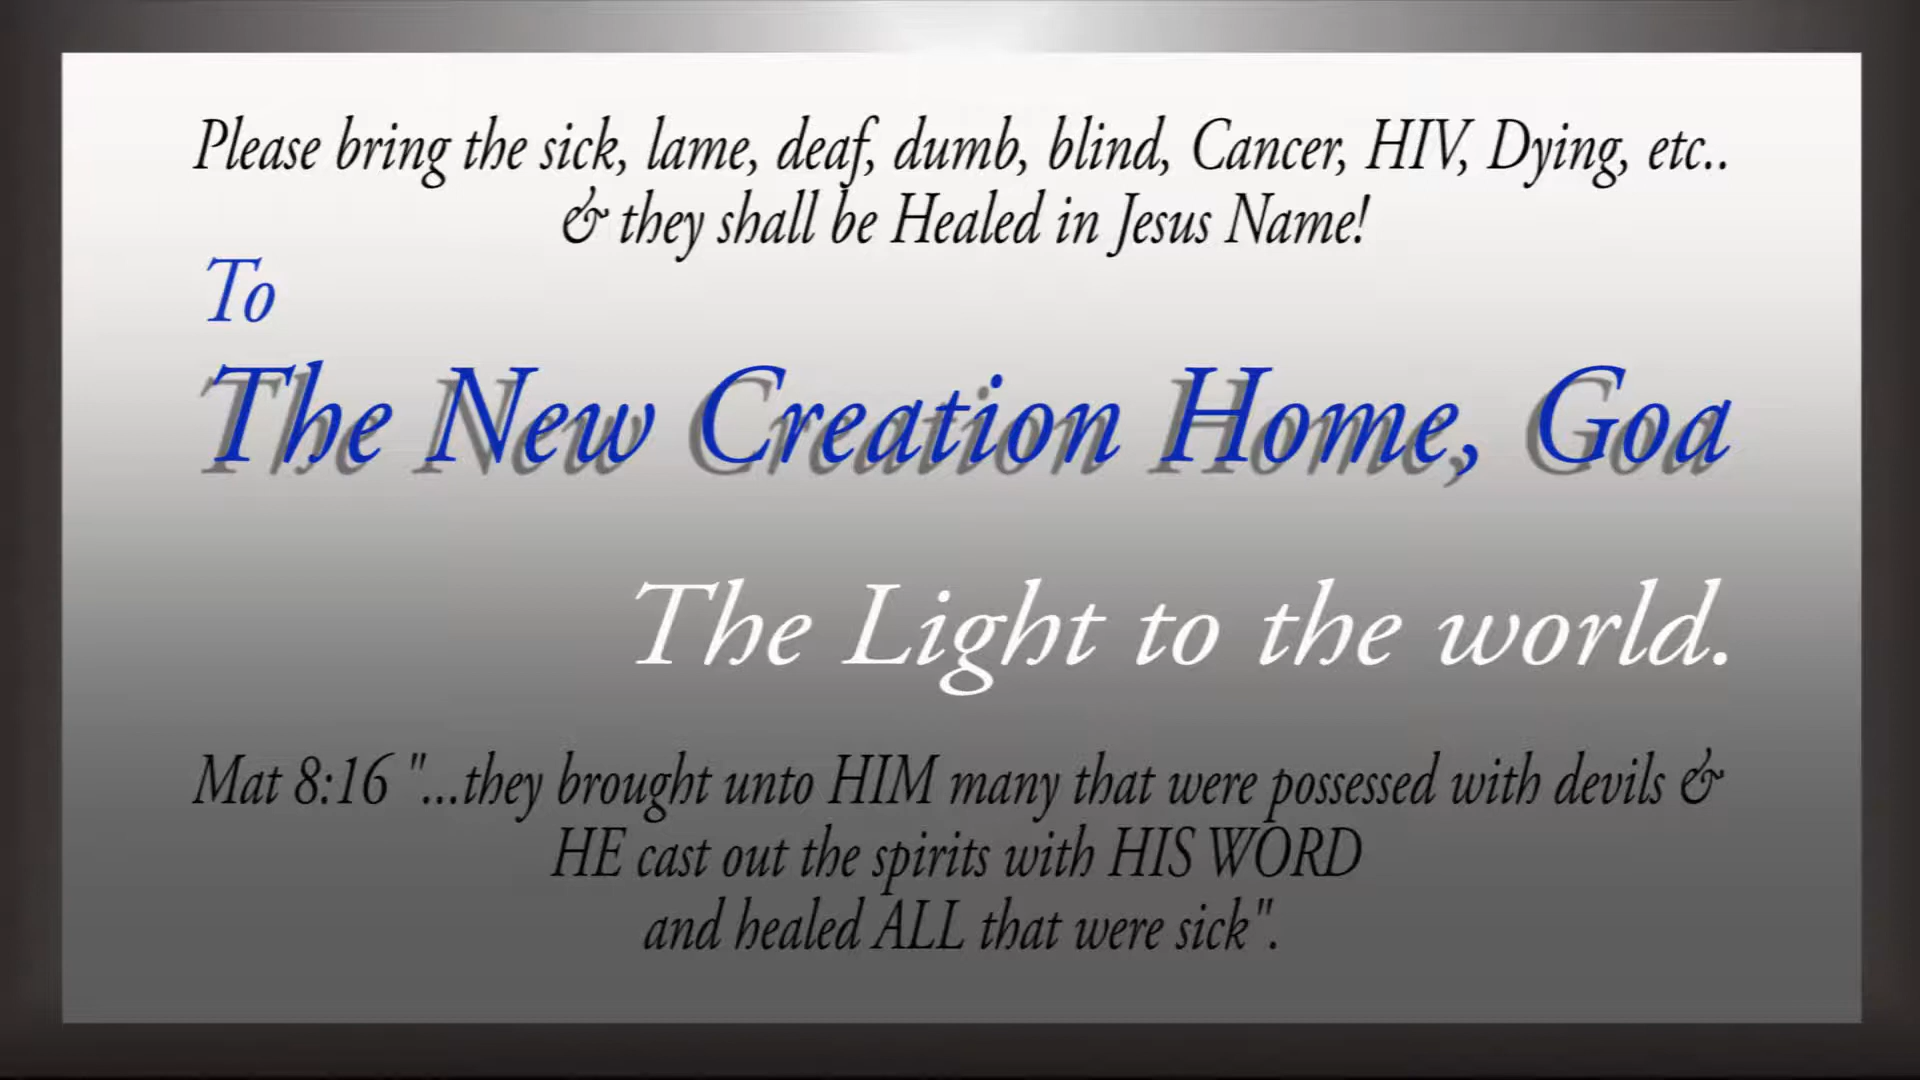 Please bring the sick, lame, deaf, dumb, blind, Cancer, HIV, Dying, etc..
& they shall be Healed in Jesus Name!
To
The New Creation Home, Goa
The Light to the world.
Mat 8:16 "...they brought unto HIM many that were possessed with devils &
HE cast out the spirits with HIS WORD
and healed ALL that were sick".